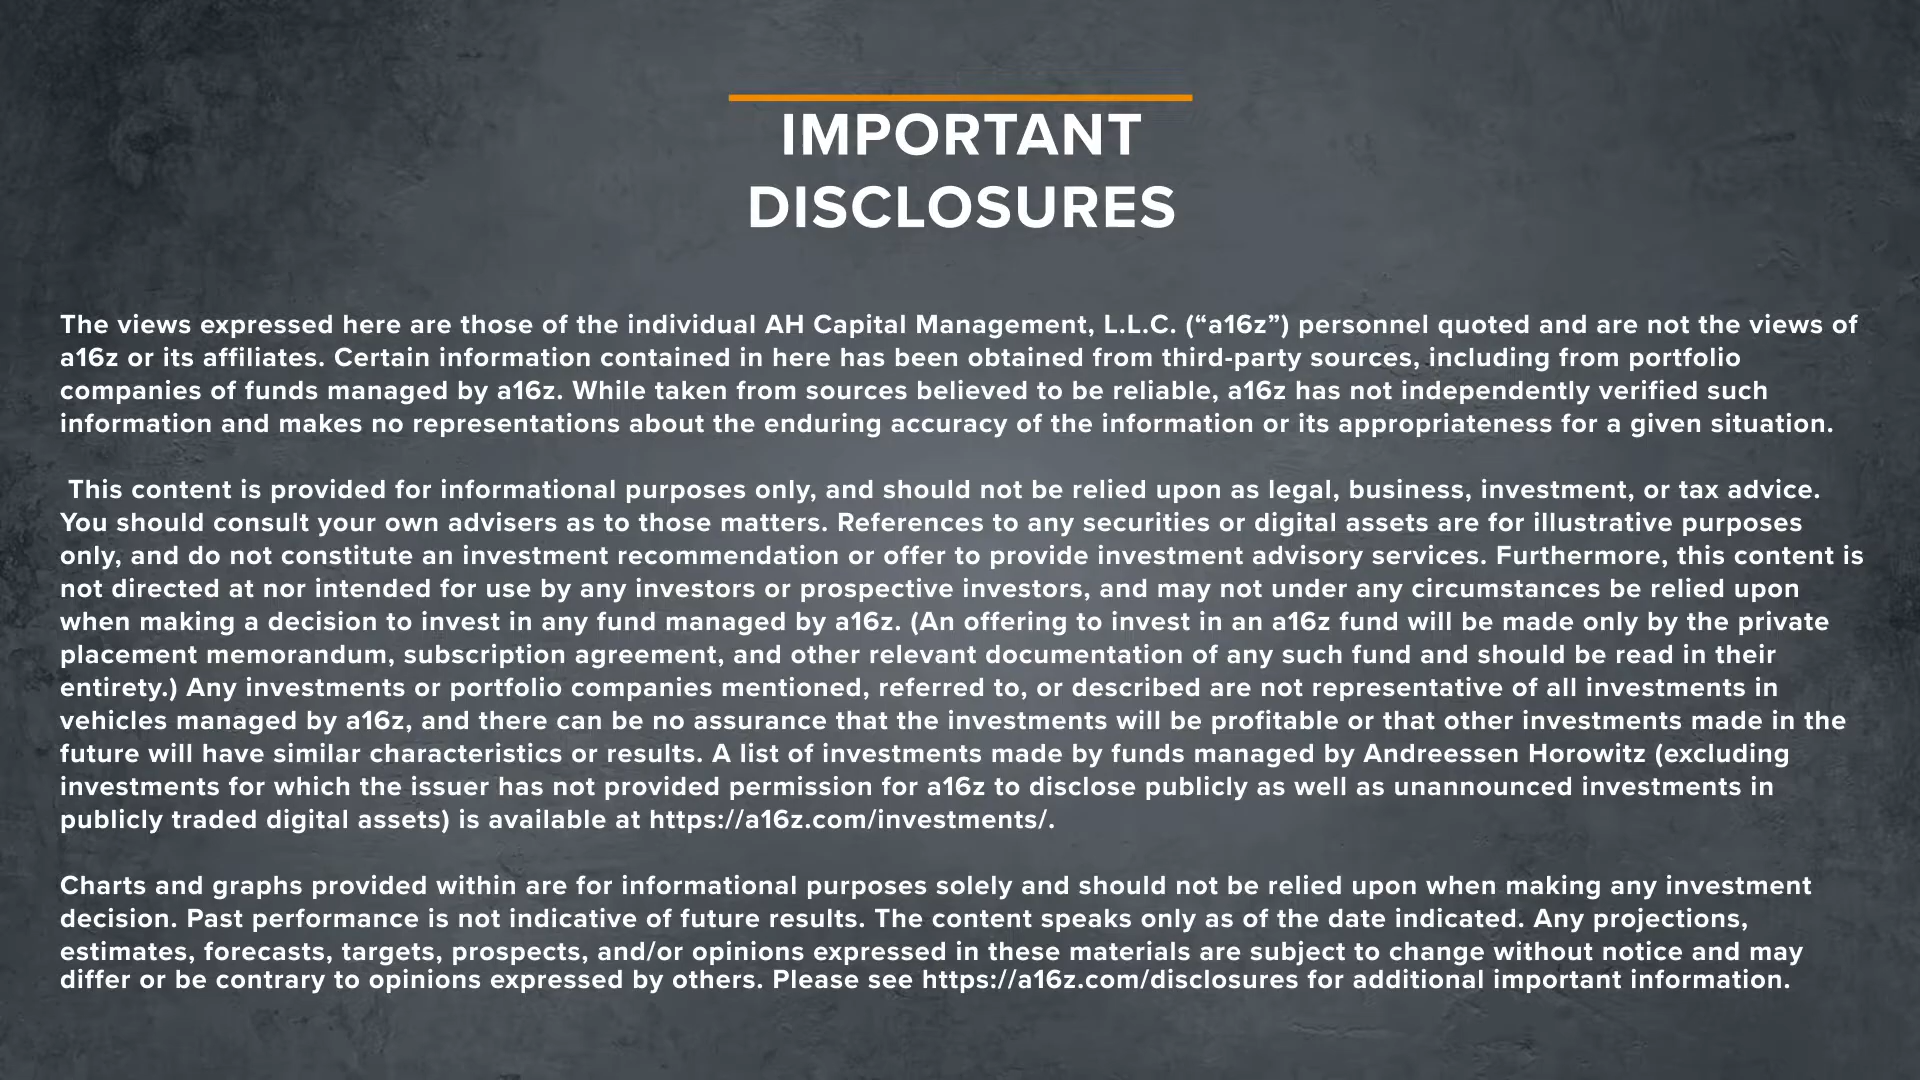 IMPORTANT
DISCLOSURES
The views expressed here are those of the individual AH Capital Management, L.L.C. (“a16z”) personnel quoted and are not the views of
a16z or its affiliates. Certain information contained in here has been obtained from third-party sources, including from portfolio
companies of funds managed by a16z. While taken from sources believed to be reliable, a16z has not independently verified such
information and makes no representations about the enduring accuracy of the information or its appropriateness for a given situation.
This content is provided for informational purposes only, and should not be relied upon as legal, business, investment, or tax advice.
You should consult your own advisers as to those matters. References to any securities or digital assets are for illustrative purposes
only, and do not constitute an investment recommendation or offer to provide investment advisory services. Furthermore, this content is
not directed at nor intended for use by any investors or prospective investors, and may not under any circumstances be relied upon
when making a decision to invest in any fund managed by a16z. (An offering to invest in an a16z fund will be made only by the private
placement memorandum, subscription agreement, and other relevant documentation of any such fund and should be read in their
entirety.) Any investments or portfolio companies mentioned, referred to, or described are not representative of all investments in
vehicles managed by a16z, and there can be no assurance that the investments will be profitable or that other investments made in the
future will have similar characteristics or results. A list of investments made by funds managed by Andreessen Horowitz (excluding
investments for which the issuer has not provided permission for a16z to disclose publicly as well as unannounced investments in
publicly traded digital assets) is available at https://a16z.com/investments/.
Charts and graphs provided within are for informational purposes solely and should not be relied upon when making any investment
decision. Past performance is not indicative of future results. The content speaks only as of the date indicated. Any projections,
estimates, forecasts, targets, prospects, and/or opinions expressed in these materials are subject to change without notice and may
differ or be contrary to opinions expressed by others. Please see https://a16z.com/disclosures for additional important information.